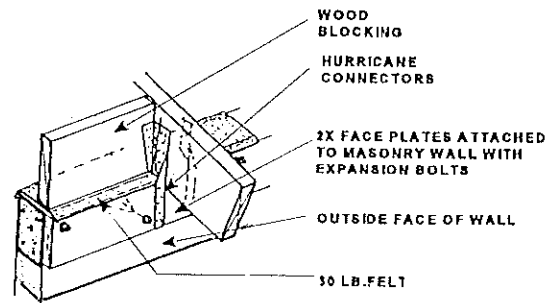 WOOD
BLOCKING
HURRICANE
CONNECTORS
2X FACE PLATES ATTACHED
TO MASONRY WALL WITH
EXPANSION BOLTS
OUTSIDE FACE OF WALL
30 LB.FELT